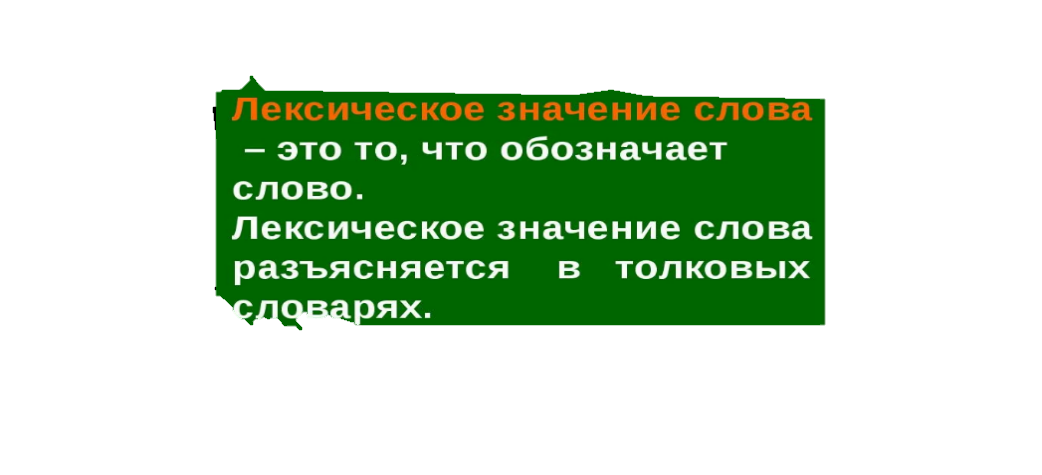 Лексическое значение слова
– это то, что обозначает
слово.
Лексическое значение слова
разъясняется в толковых
словарях.